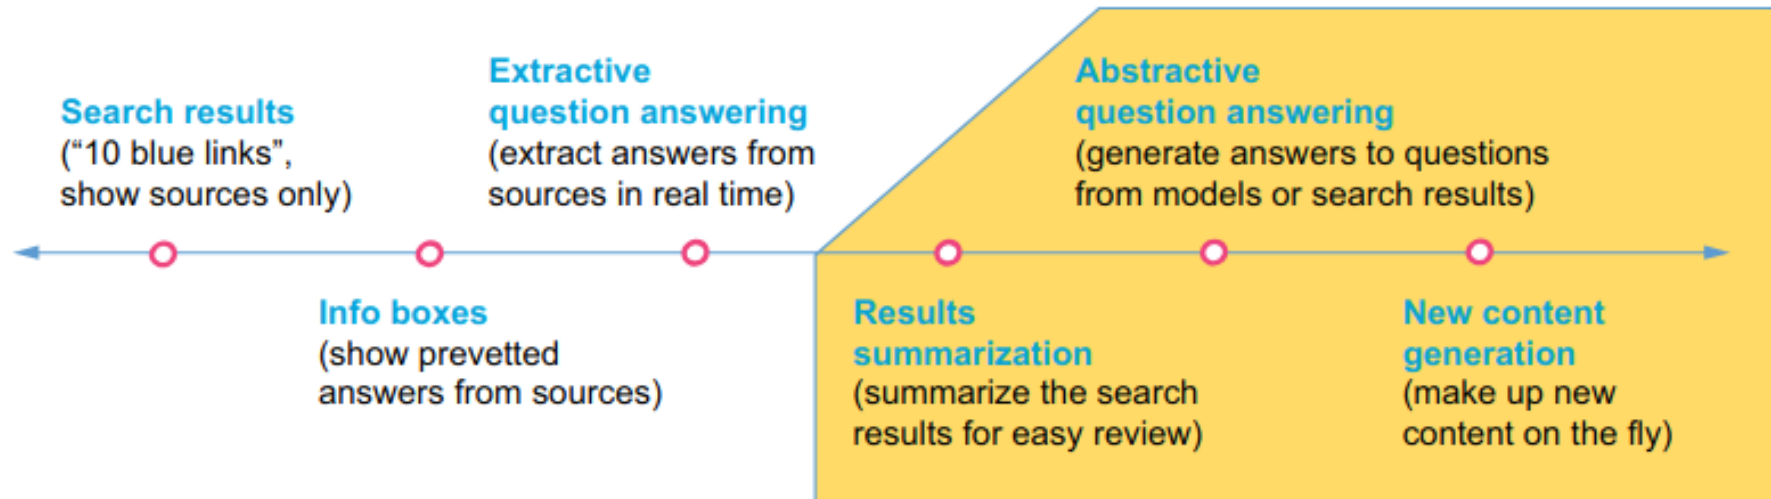 Search results
(“10 blue links”,
show sources only)
Info boxes
(show prevetted
answers from sources)
Extractive
question answering
(extract answers from
sources in real time)
Results
summarization
(summarize the search
results for easy review)
Abstractive
question answering
(generate answers to questions
from models or search results)
New content
generation
(make up new
content on the fly)